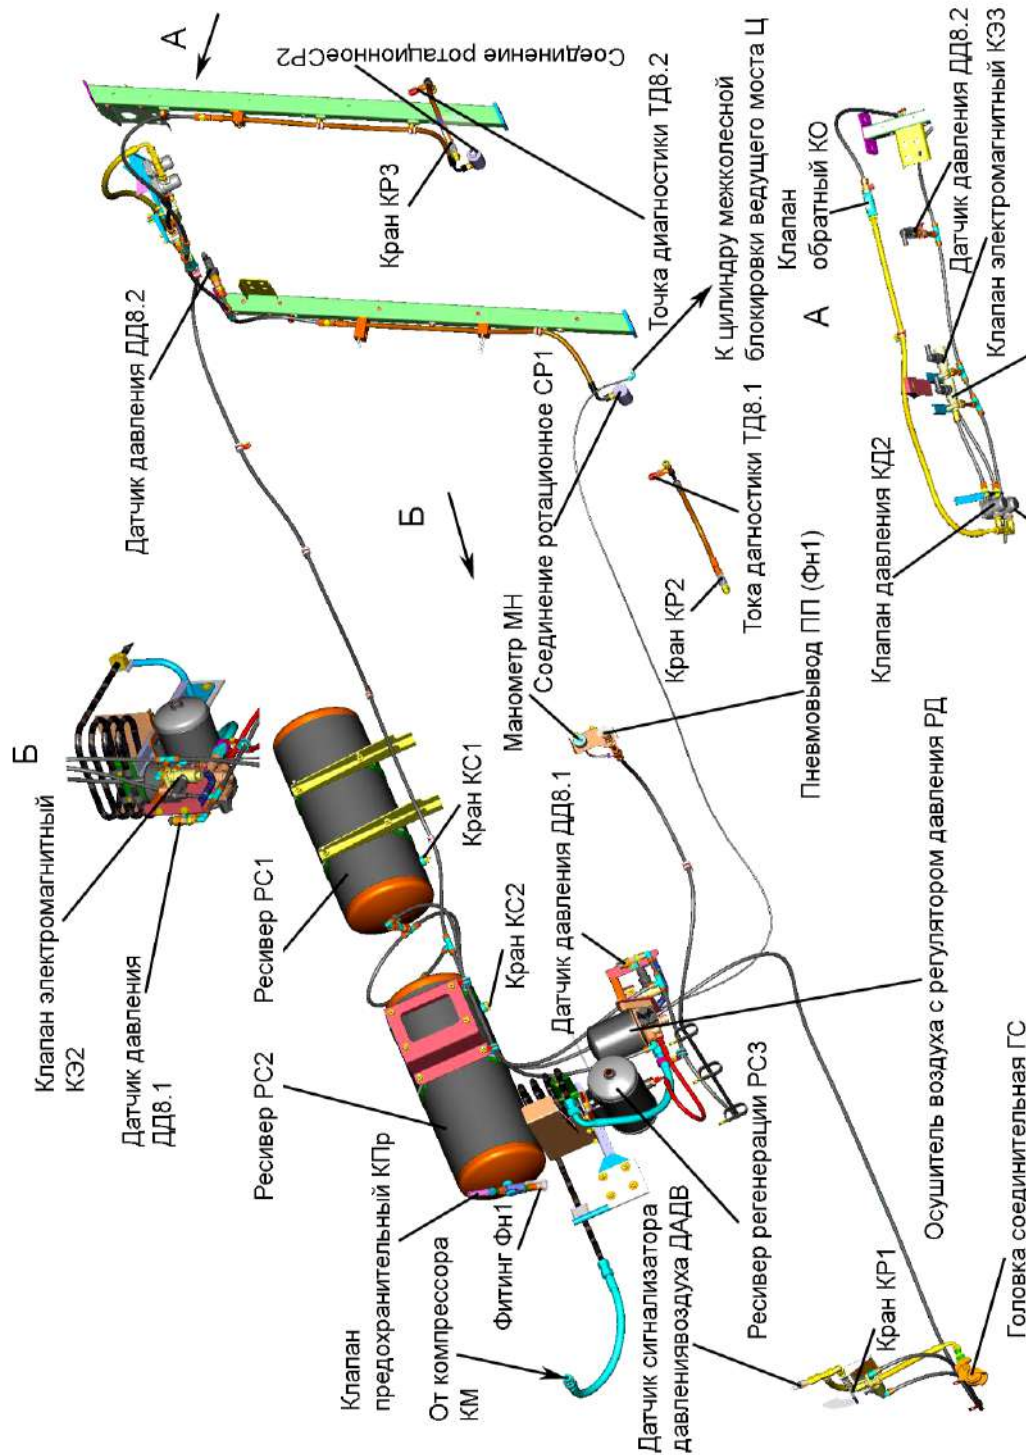 Б
Клапан электромагнитный
КЭ2
Датчик давления
ДД8.1
Ресивер РС1
Ресивер РС2
Клапан
предохранительный КПр
Фитинг Фн1
От компрессора
КМ
Датчик сигнализатора
давлениявоздуха ДАДВ
Кран КР1
Головка соединительная ГС
Осушитель воздуха с регулятором давления РД
Ресивер регенерации РС3
Датчик давления ДД8.1
Кран КС2
Кран КС1
Манометр МН
Пневмовывод ПП (Фн1)
Соединение ротационное СР1
Б
Кран КР2
Тока дагностики ТД8.1
Датчик давления ДД8.2
А
Соединение ротационноеСР2
Кран КР3
Точка диагностики ТД8.2
К цилиндру межколесной
блокировки ведущего моста Ц
А
Клапан
обратный КО
Датчик давления ДД8.2
Клапан электромагнитный КЭ3
Клапан давления КД2